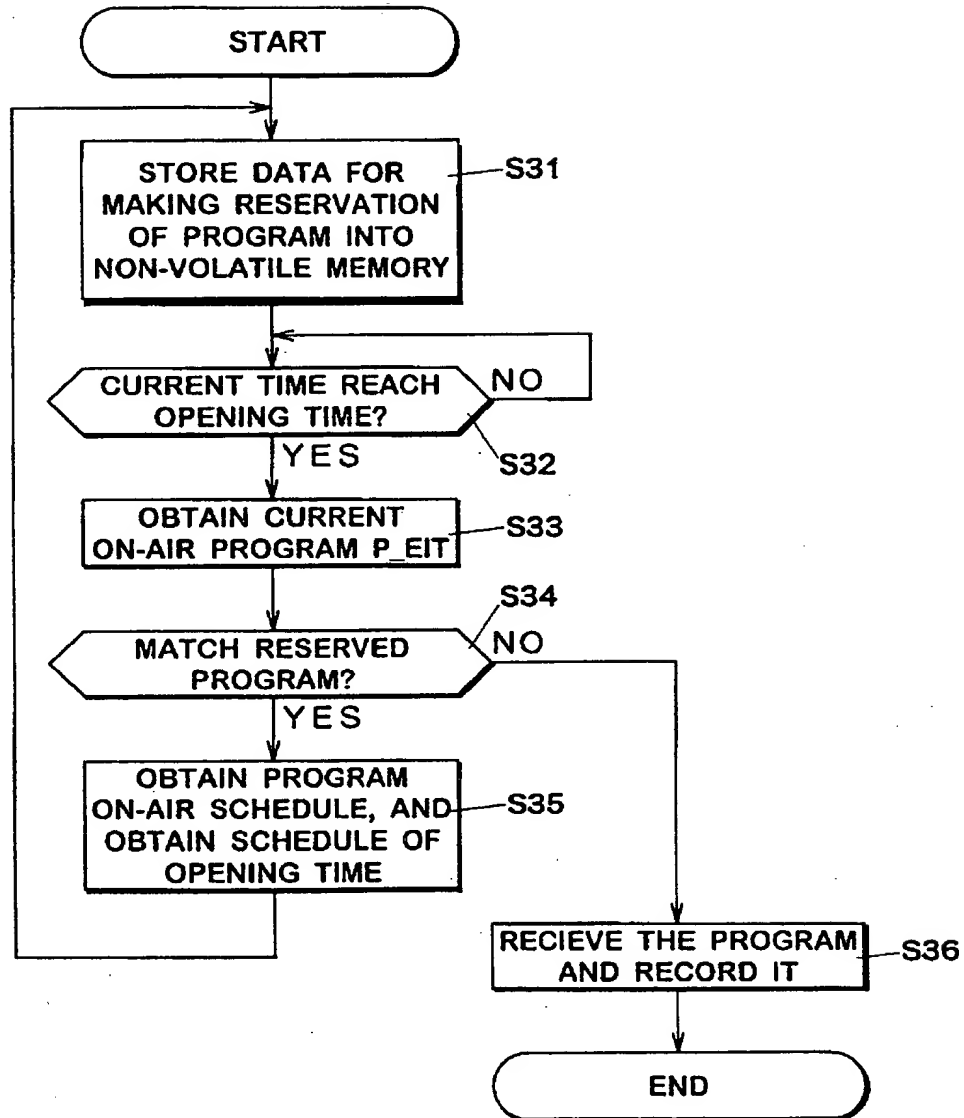 START
STORE DATA FOR
MAKING RESERVATION
OF PROGRAM INTO
NON-VOLATILE MEMORY
S31
CURRENT TIME REACH
OPENING TIME?
NO
YES
S32
OBTAIN CURRENT
ON-AIR PROGRAM P_EIT
S33
S34
MATCH RESERVED
PROGRAM?
NO
YES
OBTAIN PROGRAM
ON-AIR SCHEDULE, AND
OBTAIN SCHEDULE OF
OPENING TIME
S35
RECIEVE THE PROGRAM
AND RECORD IT
S36
END